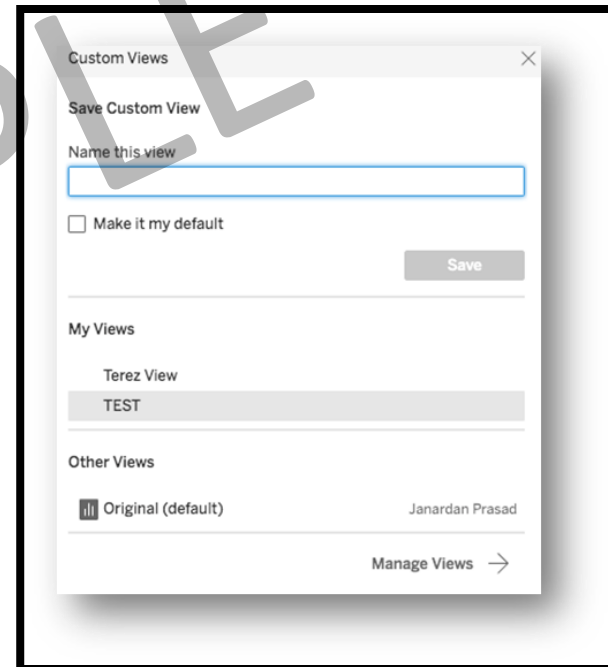 Custom Views
Save Custom View
Name this view
Make it my default
Save
My Views
Terez View
TEST
Other Views
Original (default) Janardan Prasad
Manage Views